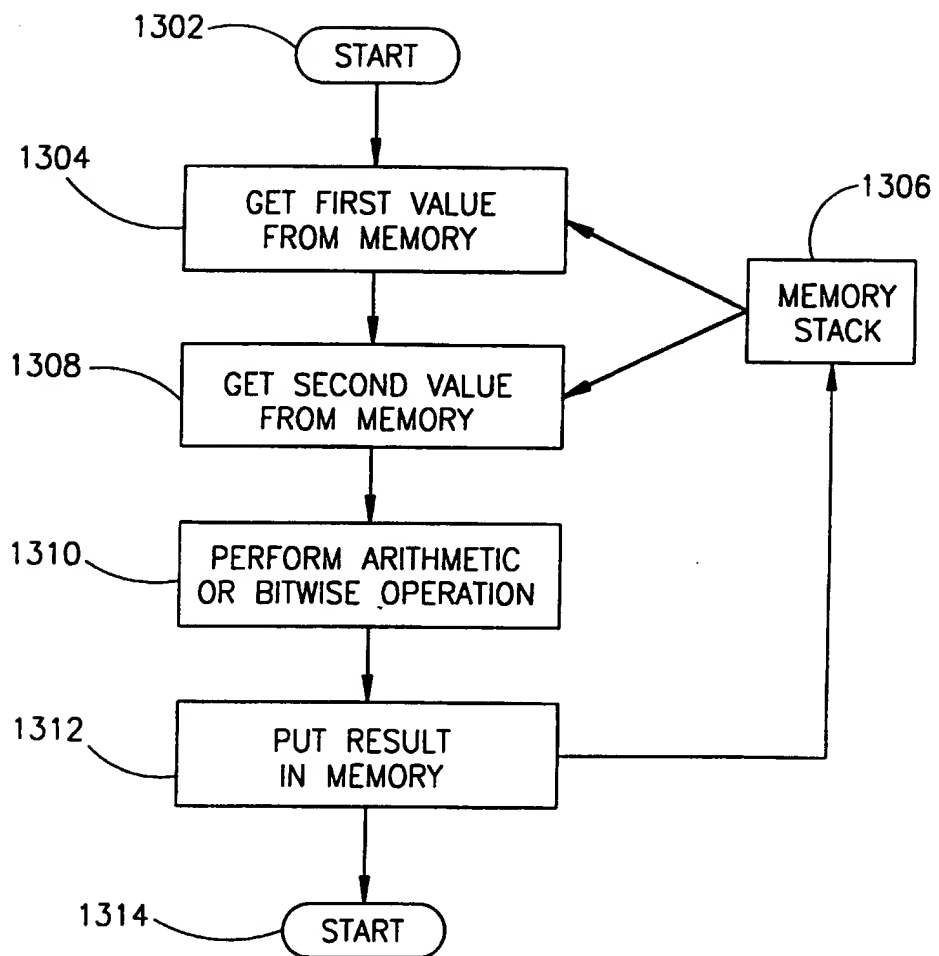 1302
START
1304
GET FIRST VALUE
FROM MEMORY
1306
MEMORY
STACK
1308
GET SECOND VALUE
FROM MEMORY
1310
PERFORM ARITHMETIC
OR BITWISE OPERATION
1312
PUT RESULT
IN MEMORY
1314
START